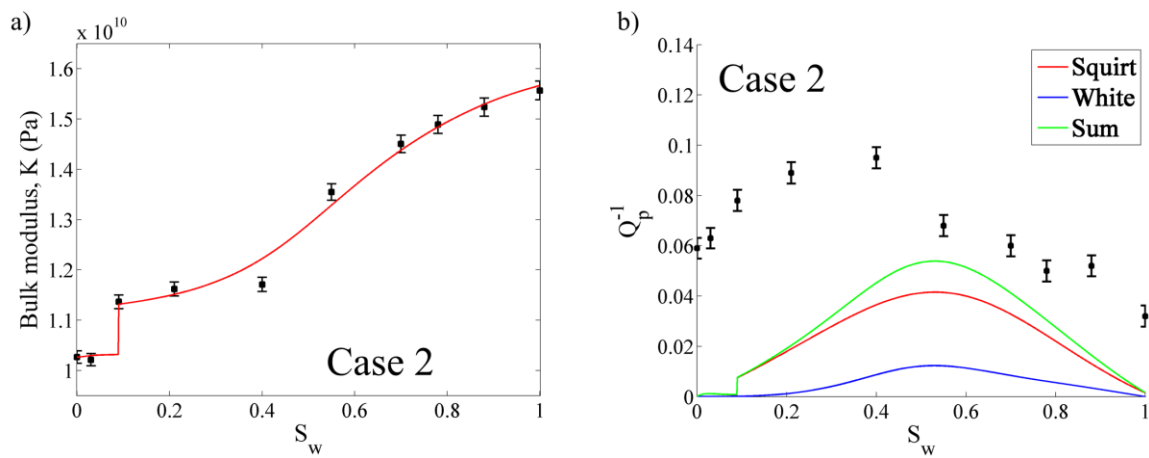 a)
x 10¹⁰
1.6
1.5
1.4
1.3
1.2
1.1
1
0
0.2
0.4
0.6
0.8
1
Bulk modulus, K (Pa)
S_w
Case 2
b)
0.14
0.12
0.1
0.08
0.06
0.04
0.02
0
0
0.2
0.4
0.6
0.8
1
Q_p^-1
S_w
Case 2
Squirt
White
Sum